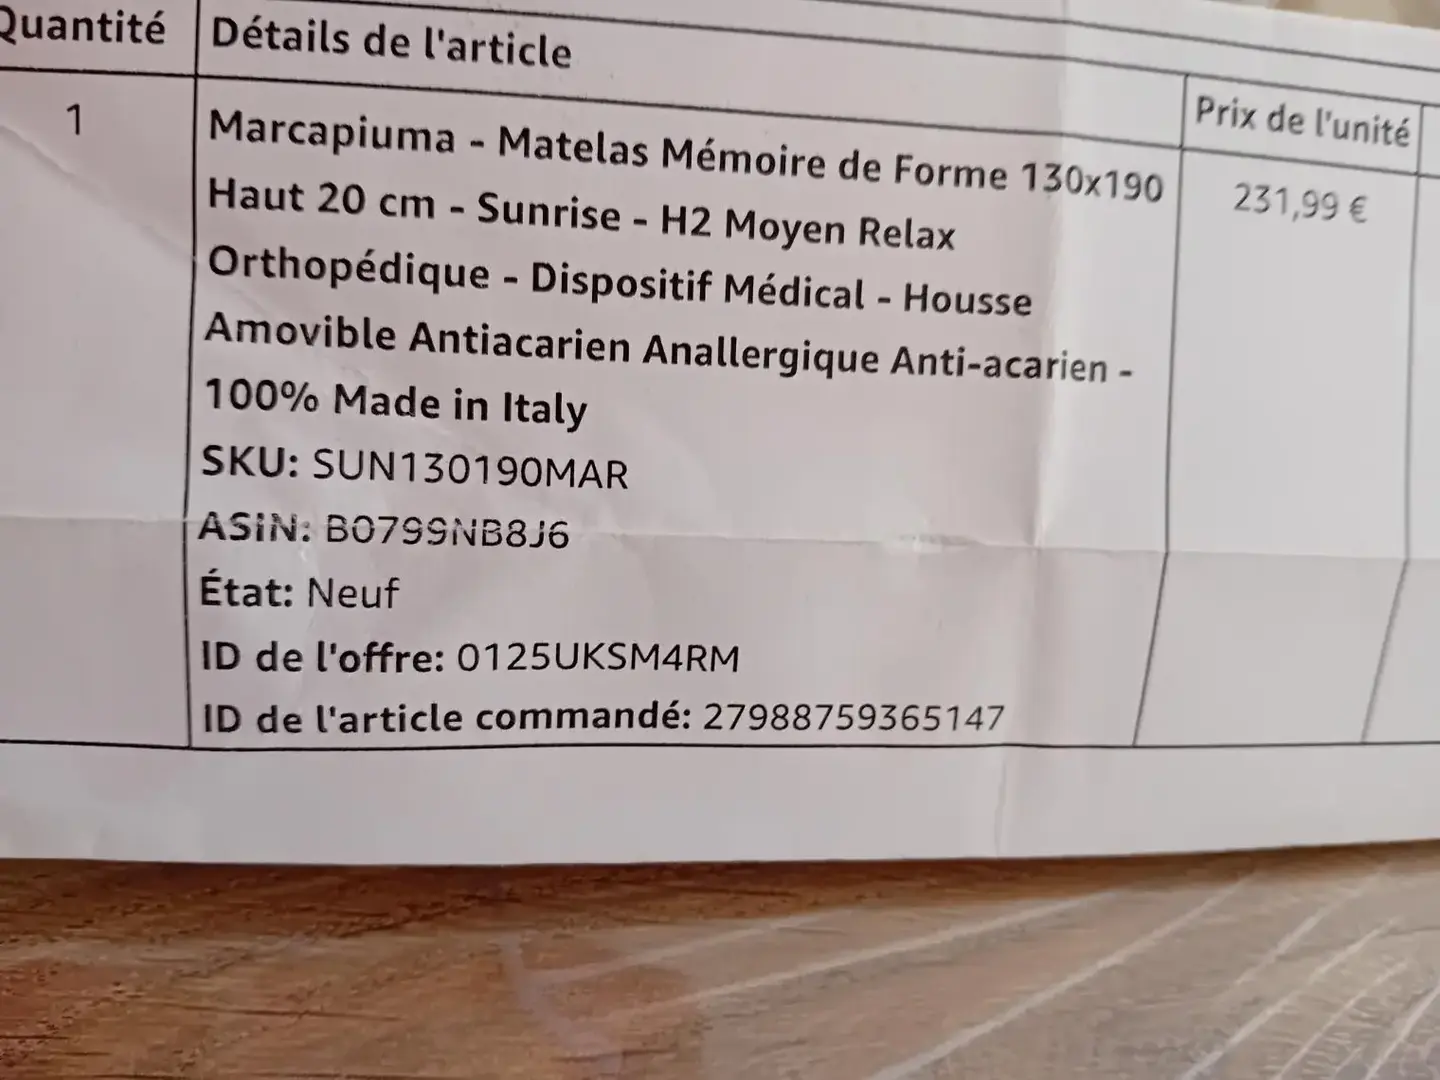 Quantité Détails de l'article Prix de l'unité
1 Marcapiuma - Matelas Mémoire de Forme 130x190 231,99 €
Haut 20 cm - Sunrise - H2 Moyen Relax
Orthopédique - Dispositif Médical - Housse
Amovible Antiacarien Anallergique Anti-acarien -
100% Made in Italy
SKU: SUN130190MAR
ASIN: B0799NB8J6
État: Neuf
ID de l'offre: 0125UKSM4RM
ID de l'article commandé: 27988759365147